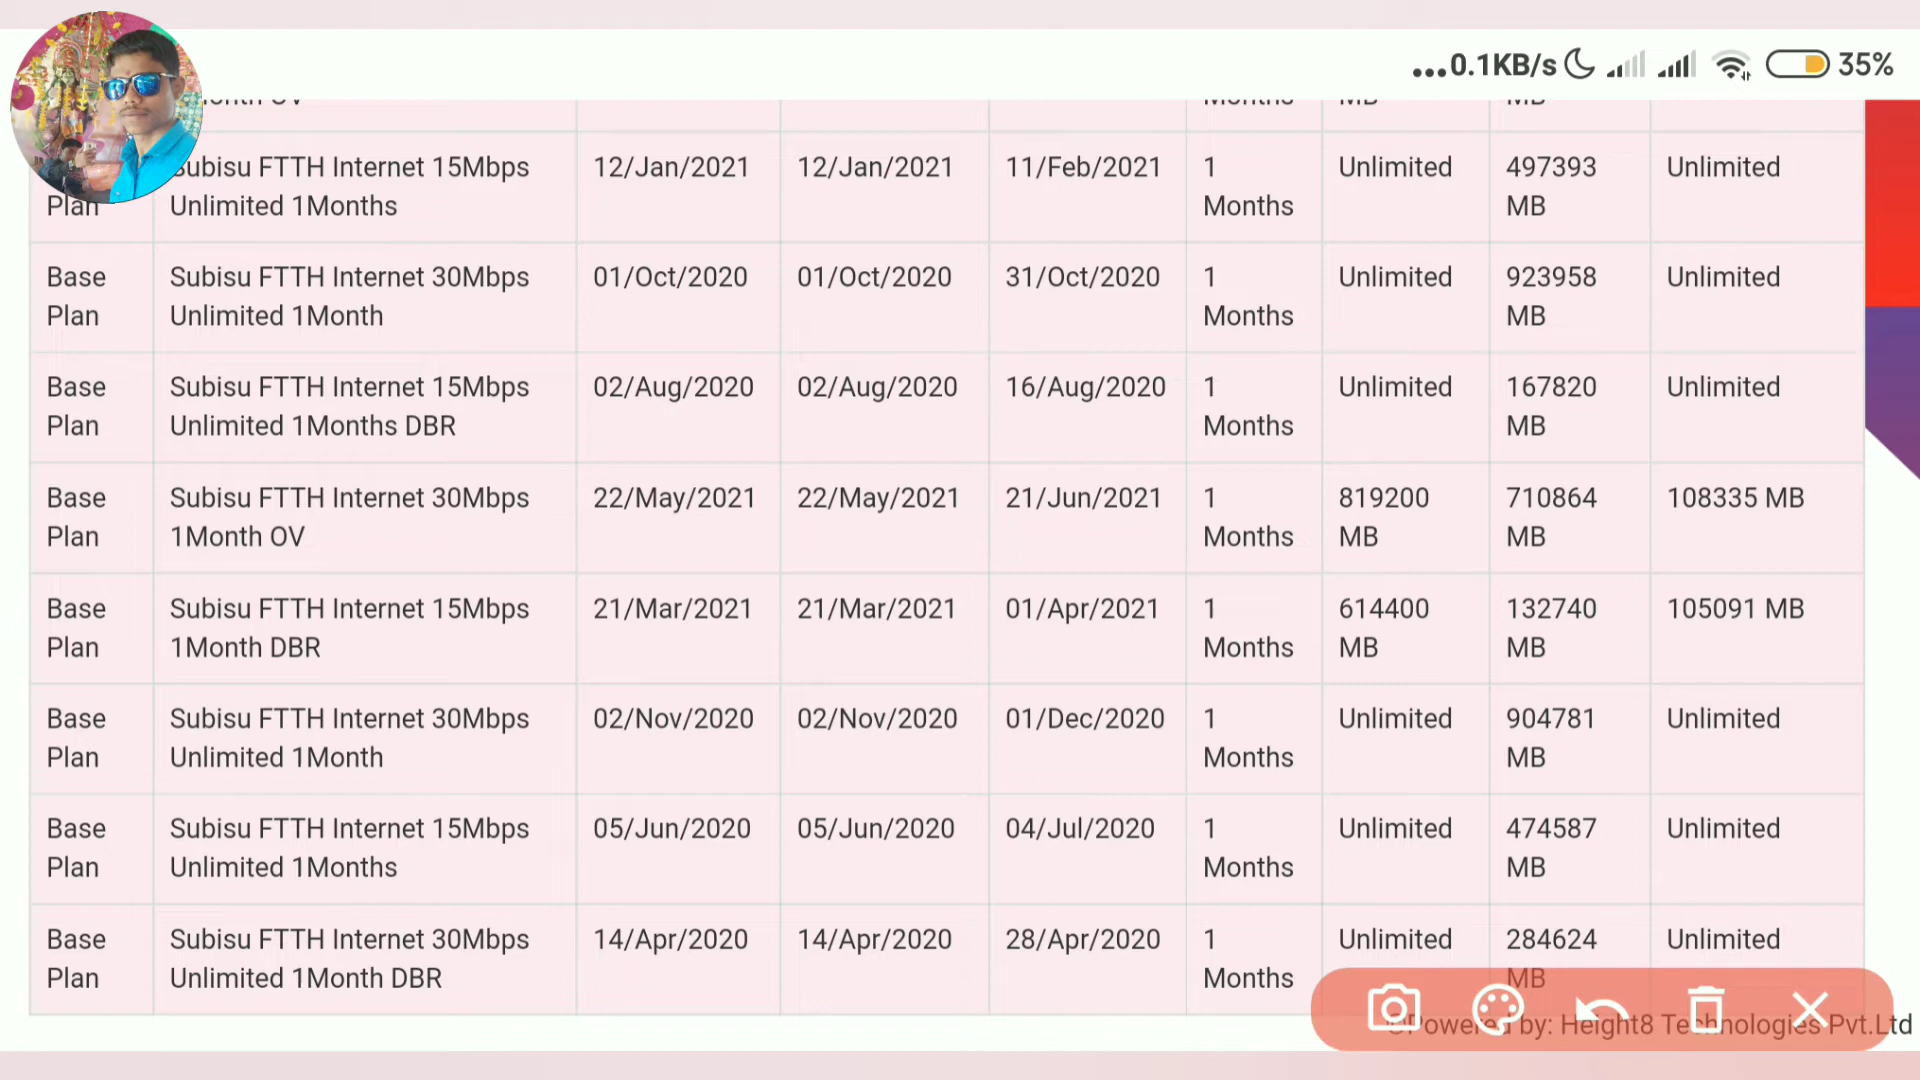 ...0.1KB/s 35%
Month OV Months MB MB
Plan Subisu FTTH Internet 15Mbps Unlimited 1Months 12/Jan/2021 12/Jan/2021 11/Feb/2021 1 Months Unlimited 497393 MB Unlimited
Base Plan Subisu FTTH Internet 30Mbps Unlimited 1Month 01/Oct/2020 01/Oct/2020 31/Oct/2020 1 Months Unlimited 923958 MB Unlimited
Base Plan Subisu FTTH Internet 15Mbps Unlimited 1Months DBR 02/Aug/2020 02/Aug/2020 16/Aug/2020 1 Months Unlimited 167820 MB Unlimited
Base Plan Subisu FTTH Internet 30Mbps 1Month OV 22/May/2021 22/May/2021 21/Jun/2021 1 Months 819200 MB 710864 MB 108335 MB
Base Plan Subisu FTTH Internet 15Mbps 1Month DBR 21/Mar/2021 21/Mar/2021 01/Apr/2021 1 Months 614400 MB 132740 MB 105091 MB
Base Plan Subisu FTTH Internet 30Mbps Unlimited 1Month 02/Nov/2020 02/Nov/2020 01/Dec/2020 1 Months Unlimited 904781 MB Unlimited
Base Plan Subisu FTTH Internet 15Mbps Unlimited 1Months 05/Jun/2020 05/Jun/2020 04/Jul/2020 1 Months Unlimited 474587 MB Unlimited
Base Plan Subisu FTTH Internet 30Mbps Unlimited 1Month DBR 14/Apr/2020 14/Apr/2020 28/Apr/2020 1 Months Unlimited 284624 MB Unlimited
©Powered by: Height8 Technologies Pvt.Ltd